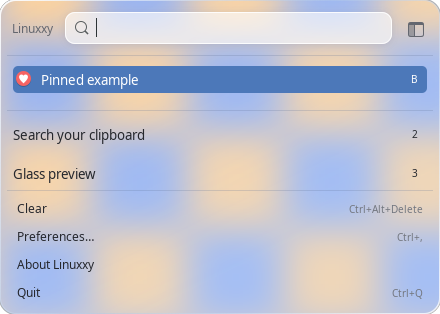 Linuxxy
Pinned example B
Search your clipboard 2
Glass preview 3
Clear Ctrl+Alt+Delete
Preferences... Ctrl+,
About Linuxxy
Quit Ctrl+Q